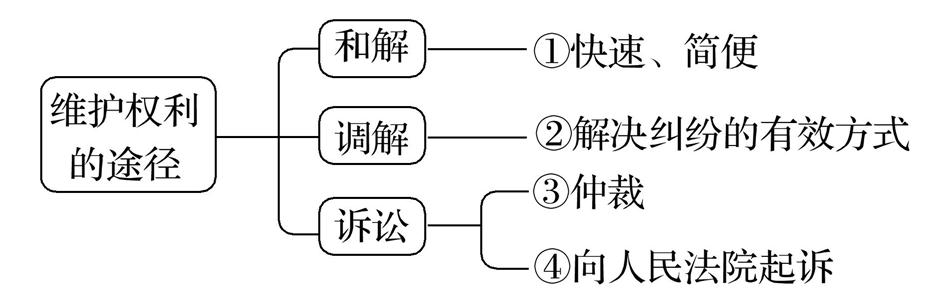 维护权利
的途径
和解
①快速、简便
调解
②解决纠纷的有效方式
诉讼
③仲裁
④向人民法院起诉